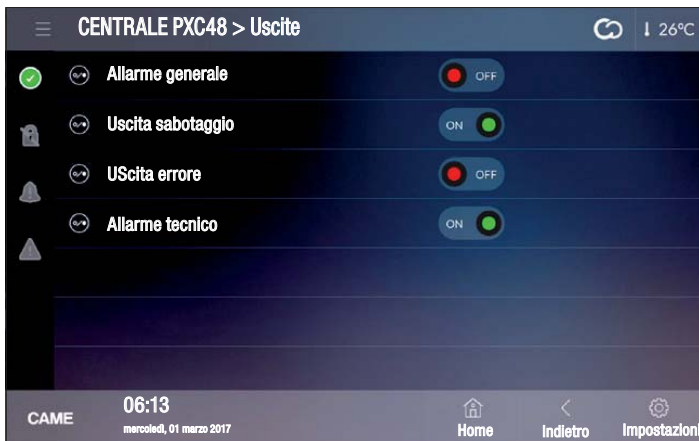 CENTRALE PXC48 > Uscite
26°C
Allarme generale
OFF
Uscita sabotaggio
ON
UScita errore
OFF
Allarme tecnico
ON
CAME
06:13
mercoledì, 01 marzo 2017
Home
Indietro
Impostazioni